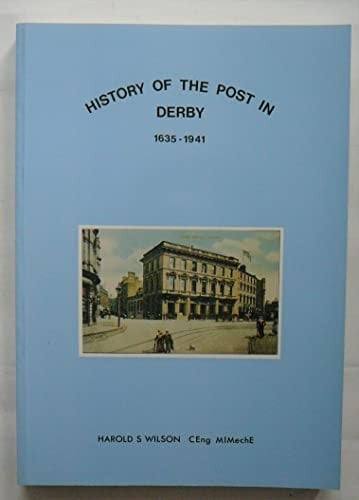 HISTORY OF THE POST IN
DERBY
1635-1941
HAROLD S WILSON CEng MIMechE